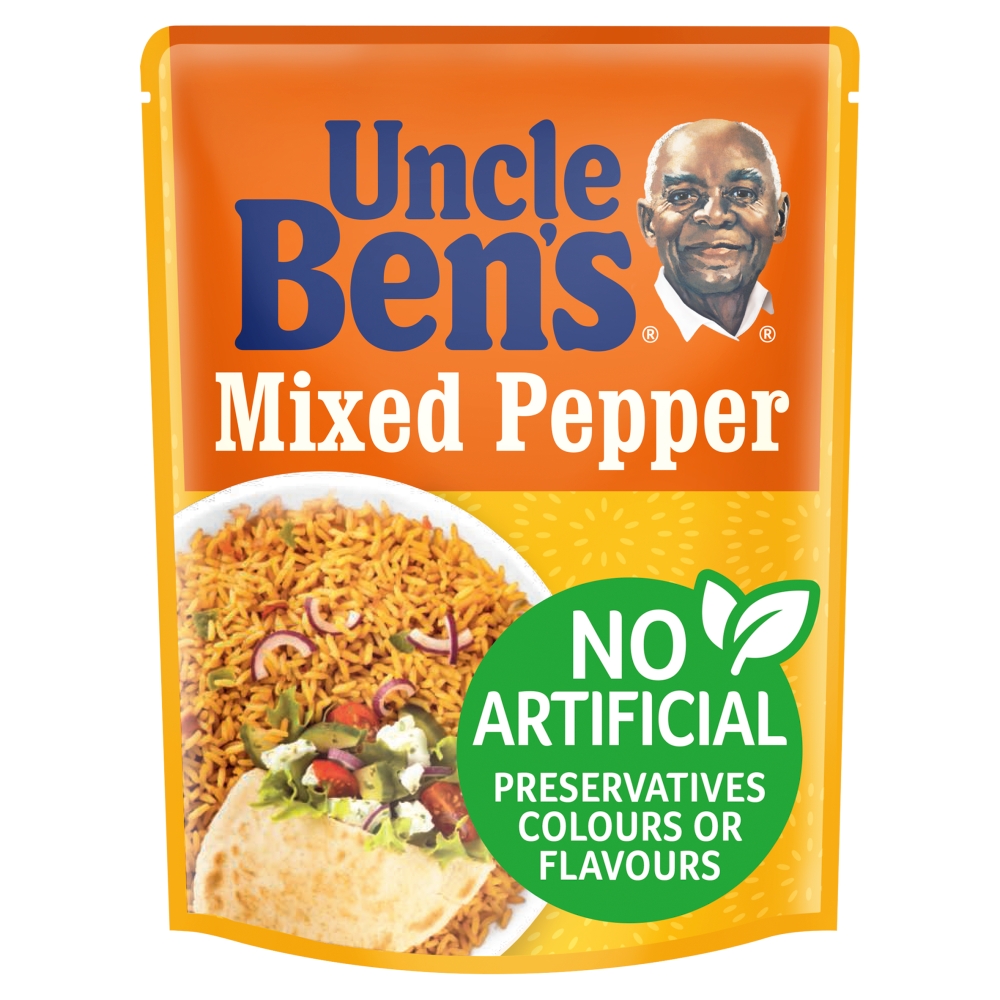 Uncle
Ben's
®
®
Mixed Pepper
NO
ARTIFICIAL
PRESERVATIVES
COLOURS OR
FLAVOURS